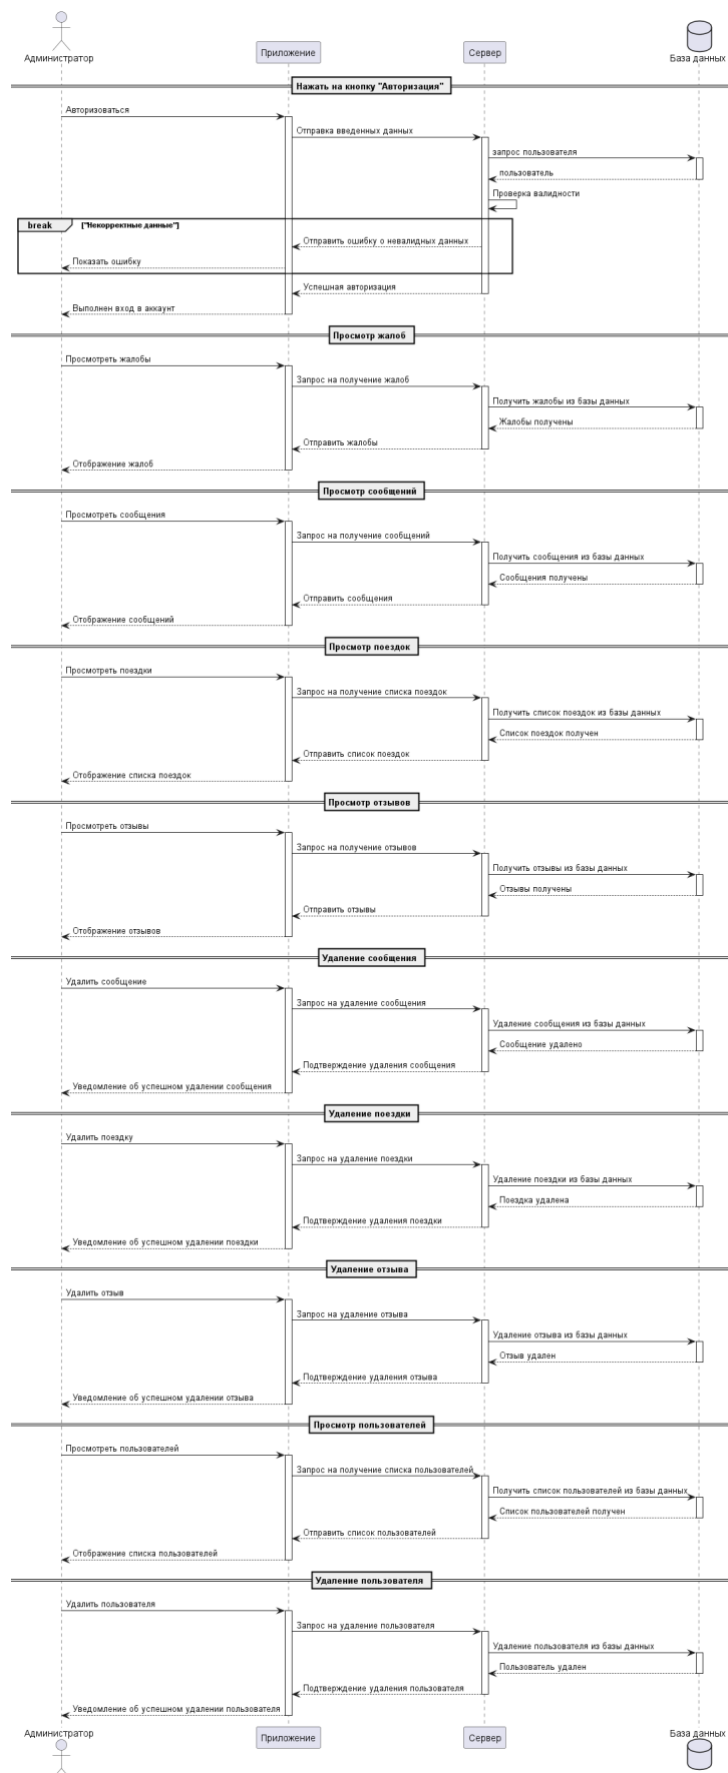 Администратор
Приложение
Сервер
База данных
Нажать на кнопку "Авторизация"
Авторизоваться
Отправка введенных данных
запрос пользователя
пользователь
Проверка валидности
break
["Некорректные данные"]
Отправить ошибку о невалидных данных
Показать ошибку
Успешная авторизация
Выполнен вход в аккаунт
Просмотр жалоб
Просмотреть жалобы
Запрос на получение жалоб
Получить жалобы из базы данных
Жалобы получены
Отправить жалобы
Отображение жалоб
Просмотр сообщений
Просмотреть сообщения
Запрос на получение сообщений
Получить сообщения из базы данных
Сообщения получены
Отправить сообщения
Отображение сообщений
Просмотр поездок
Просмотреть поездки
Запрос на получение списка поездок
Получить список поездок из базы данных
Список поездок получен
Отправить список поездок
Отображение списка поездок
Просмотр отзывов
Просмотреть отзывы
Запрос на получение отзывов
Получить отзывы из базы данных
Отзывы получены
Отправить отзывы
Отображение отзывов
Удаление сообщения
Удалить сообщение
Запрос на удаление сообщения
Удаление сообщения из базы данных
Сообщение удалено
Подтверждение удаления сообщения
Уведомление об успешном удалении сообщения
Удаление поездки
Удалить поездку
Запрос на удаление поездки
Удаление поездки из базы данных
Поездка удалена
Подтверждение удаления поездки
Уведомление об успешном удалении поездки
Удаление отзыва
Удалить отзыв
Запрос на удаление отзыва
Удаление отзыва из базы данных
Отзыв удален
Подтверждение удаления отзыва
Уведомление об успешном удалении отзыва
Просмотр пользователей
Просмотреть пользователей
Запрос на получение списка пользователей
Получить список пользователей из базы данных
Список пользователей получен
Отправить список пользователей
Отображение списка пользователей
Удаление пользователя
Удалить пользователя
Запрос на удаление пользователя
Удаление пользователя из базы данных
Пользователь удален
Подтверждение удаления пользователя
Уведомление об успешном удалении пользователя
Администратор
Приложение
Сервер
База данных